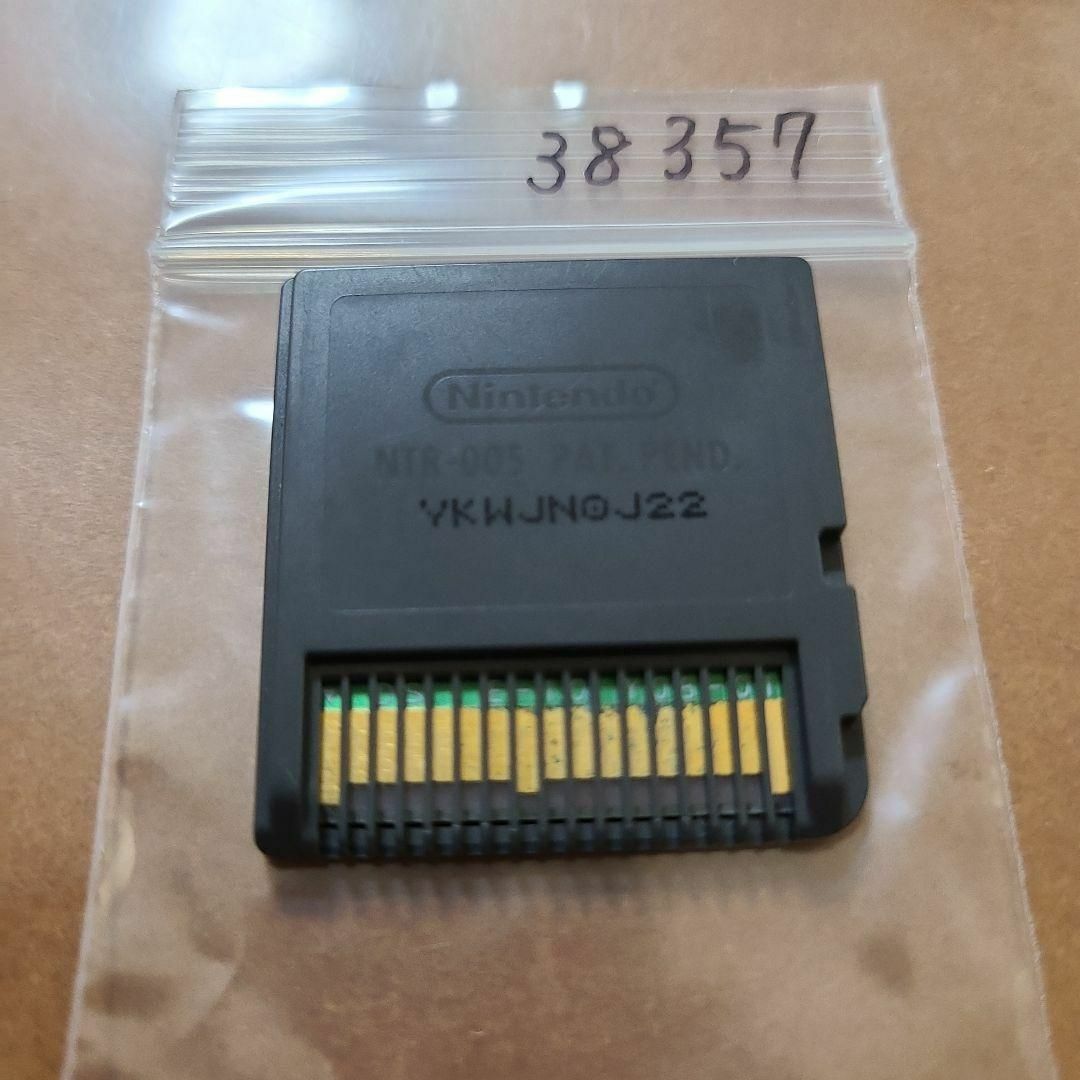 38357
Nintendo
NTR-005 PAT. PEND.
YKWJN0J22